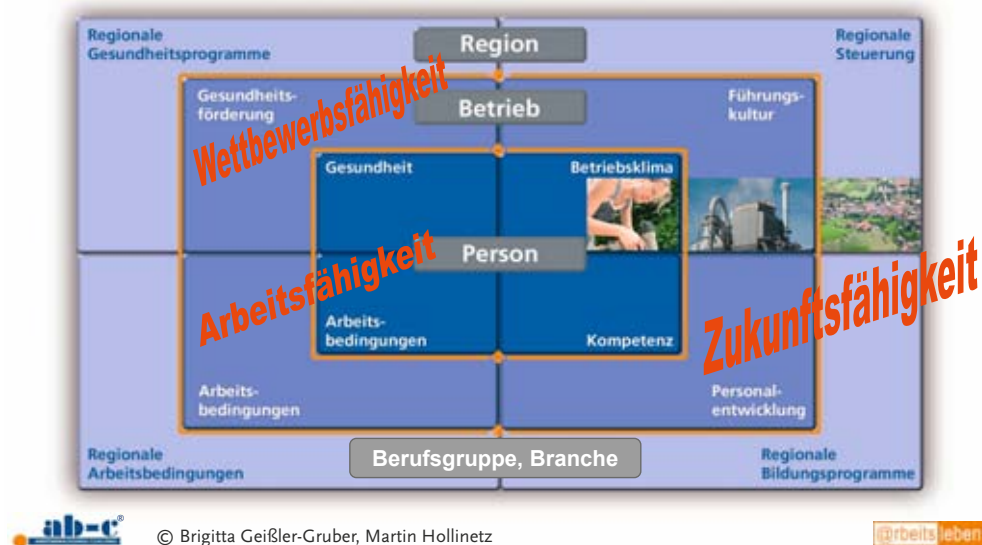 Regionale
Gesundheitsprogramme
Region
Regionale
Steuerung
Wettbewerbsfähigkeit
Gesundheits-
förderung
Betrieb
Führungs-
kultur
Gesundheit
Betriebsklima
Arbeitsfähigkeit
Person
Zukunftsfähigkeit
Arbeits-
bedingungen
Kompetenz
Arbeits-
bedingungen
Personal-
entwicklung
Regionale
Arbeitsbedingungen
Berufsgruppe, Branche
Regionale
Bildungsprogramme
ab-c®
© Brigitta Geißler-Gruber, Martin Hollinetz
@rbeitsleben